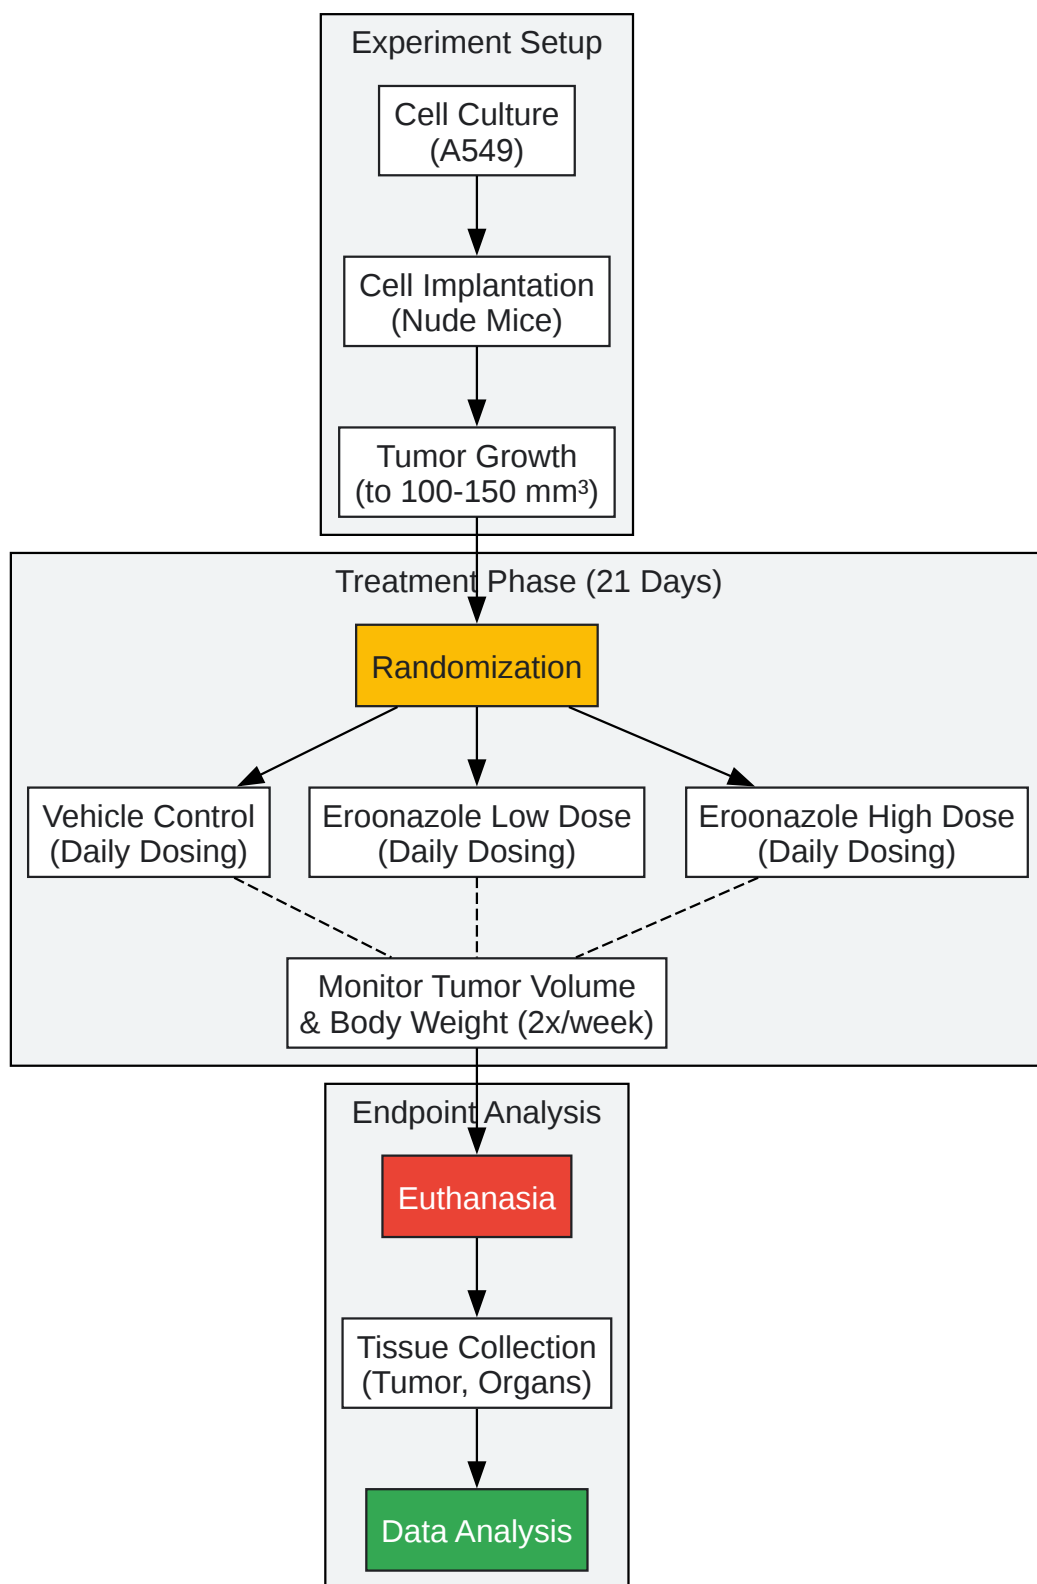 Experiment Setup
Cell Culture
(A549)
Cell Implantation
(Nude Mice)
Tumor Growth
(to 100-150 mm³)
Treatment Phase (21 Days)
Randomization
Vehicle Control
(Daily Dosing)
Eroonazole Low Dose
(Daily Dosing)
Eroonazole High Dose
(Daily Dosing)
Monitor Tumor Volume
& Body Weight (2x/week)
Endpoint Analysis
Euthanasia
Tissue Collection
(Tumor, Organs)
Data Analysis